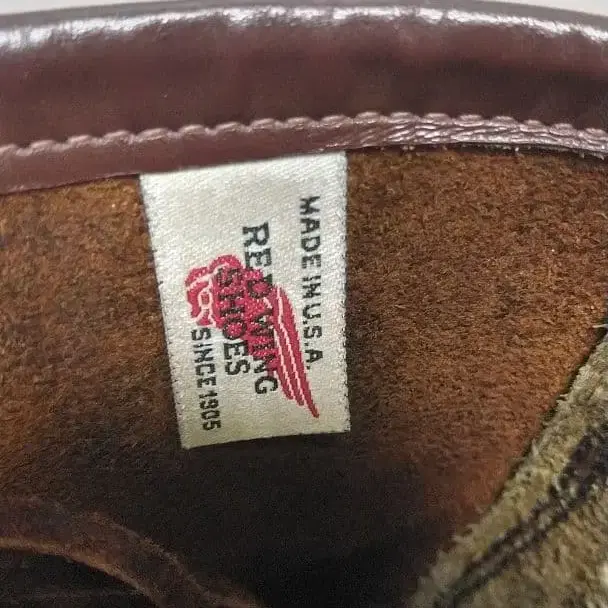 MADE IN U.S.A.
RED WING
SHOES
SINCE 1905